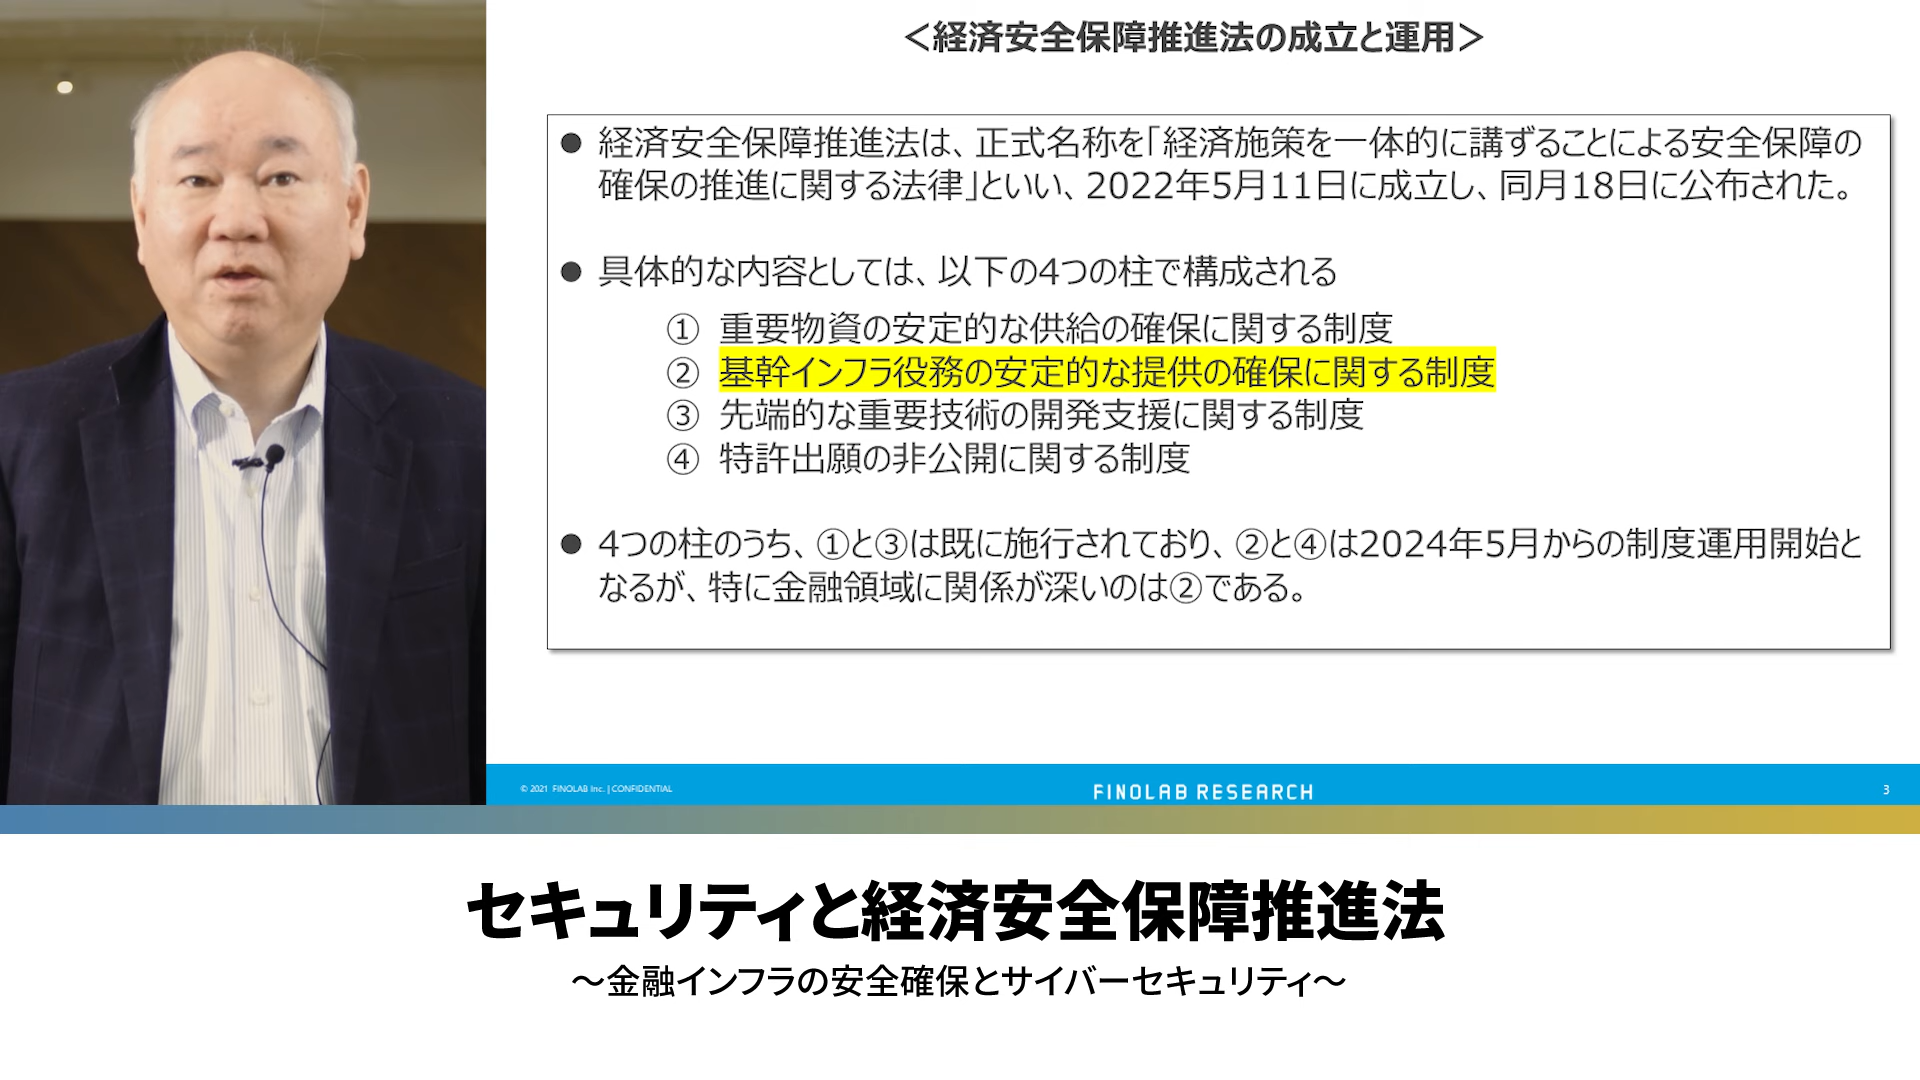 ＜経済安全保障推進法の成立と運用＞
● 経済安全保障推進法は、正式名称を「経済施策を一体的に講ずることによる安全保障の
確保の推進に関する法律」といい、2022年5月11日に成立し、同月18日に公布された。
● 具体的な内容としては、以下の4つの柱で構成される
① 重要物資の安定的な供給の確保に関する制度
② 基幹インフラ役務の安定的な提供の確保に関する制度
③ 先端的な重要技術の開発支援に関する制度
④ 特許出願の非公開に関する制度
● 4つの柱のうち、①と③は既に施行されており、②と④は2024年5月からの制度運用開始と
なるが、特に金融領域に関係が深いのは②である。
© 2021 FINOLAB Inc. | CONFIDENTIAL
FINOLAB RESEARCH
3
セキュリティと経済安全保障推進法
～金融インフラの安全確保とサイバーセキュリティ～